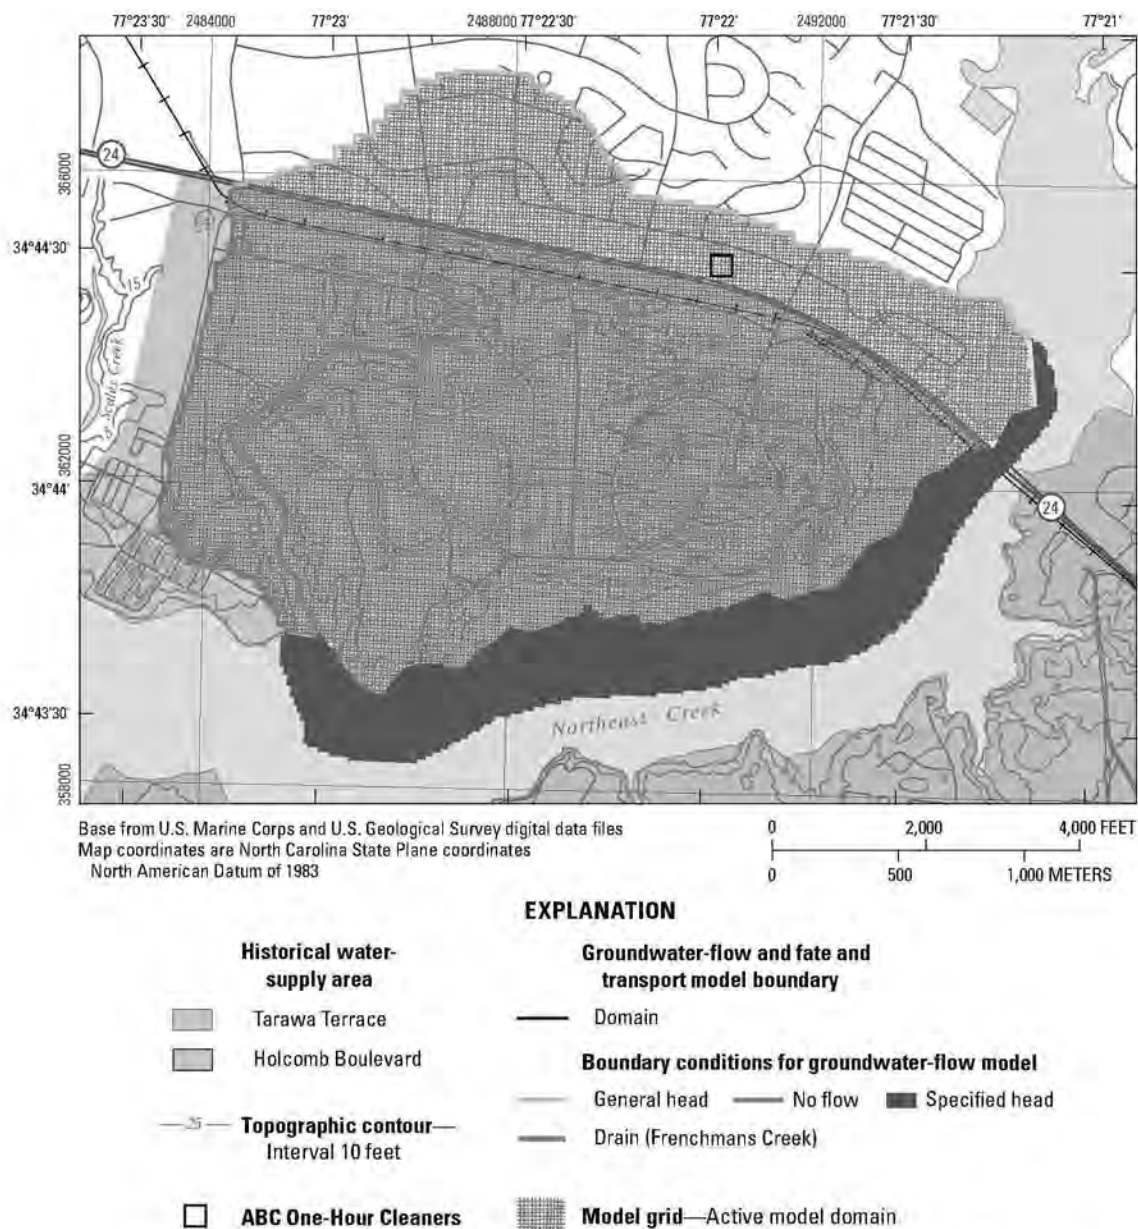 77°23'30" 2484000 77°23' 2488000 77°22'30" 77°22' 2492000 77°21'30" 77°21'
24
366000
34°44'30"
15
Scales Creek
362000
34°44'
24
34°43'30"
Northeast Creek
358000
Base from U.S. Marine Corps and U.S. Geological Survey digital data files
Map coordinates are North Carolina State Plane coordinates
North American Datum of 1983
0 2,000 4,000 FEET
0 500 1,000 METERS
EXPLANATION
Historical water-
supply area
Tarawa Terrace
Holcomb Boulevard
25 Topographic contour—
Interval 10 feet
ABC One-Hour Cleaners
Groundwater-flow and fate and
transport model boundary
Domain
Boundary conditions for groundwater-flow model
General head No flow Specified head
Drain (Frenchmans Creek)
Model grid—Active model domain